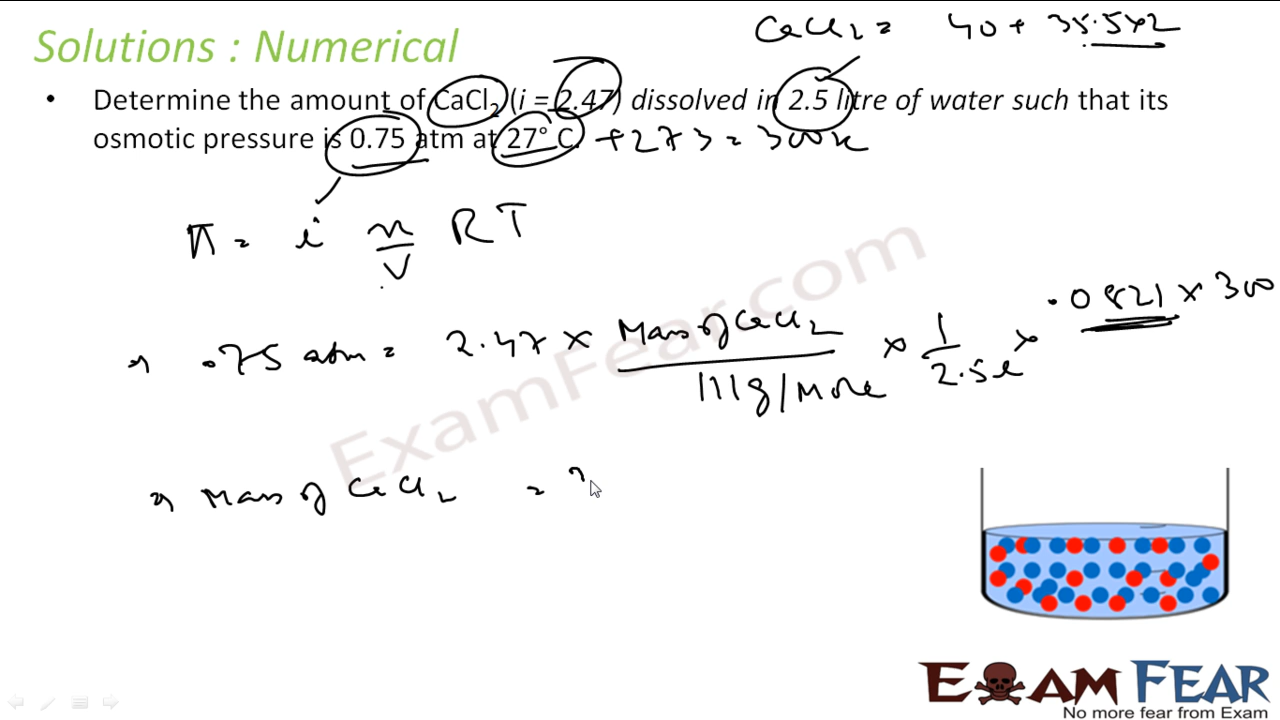 Solutions : Numerical
CaCl2 = 40 + 35.5x2
• Determine the amount of CaCl2 (i = 2.47) dissolved in 2.5 litre of water such that its
osmotic pressure is 0.75 atm at 27° C. +273 = 300K
π = i n/V RT
⇒ .75 atm = 2.47 x Mass of CaCl2 / 111g/mole x 1/2.5l x .0821 x 300
⇒ Mass of CaCl2 =
ExamFear.com
EXAM FEAR
No more fear from Exam